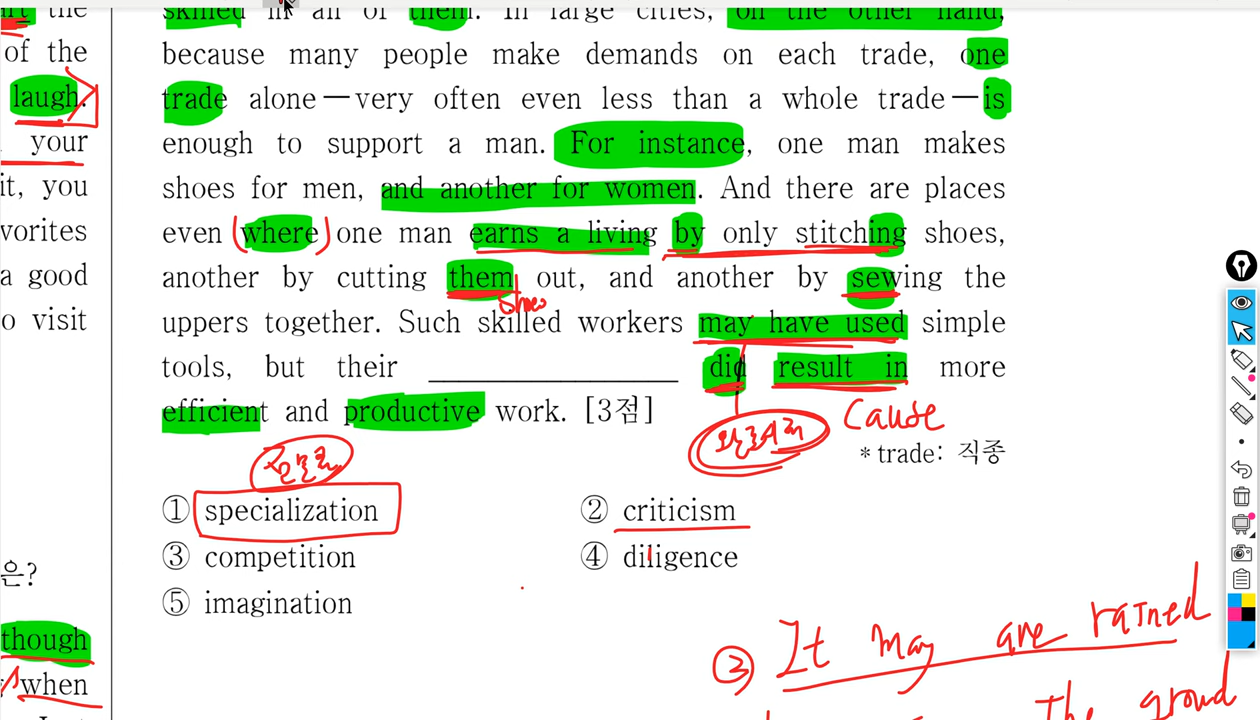 skilled in all of them. In large cities, on the other hand,
of the
because many people make demands on each trade, one
laugh.
trade alone—very often even less than a whole trade—is
your
enough to support a man. For instance, one man makes
it, you
shoes for men, and another for women. And there are places
vorites
even (where) one man earns a living by only stitching shoes,
a good
another by cutting them out, and another by sewing the
shoes
o visit
uppers together. Such skilled workers may have used simple
tools, but their ____________ did result in more
efficient and productive work. [3점]
Cause
* trade: 직종
전문화
① specialization
② criticism
③ competition
④ diligence
은?
⑤ imagination
though
② It may are rained
when
The ground